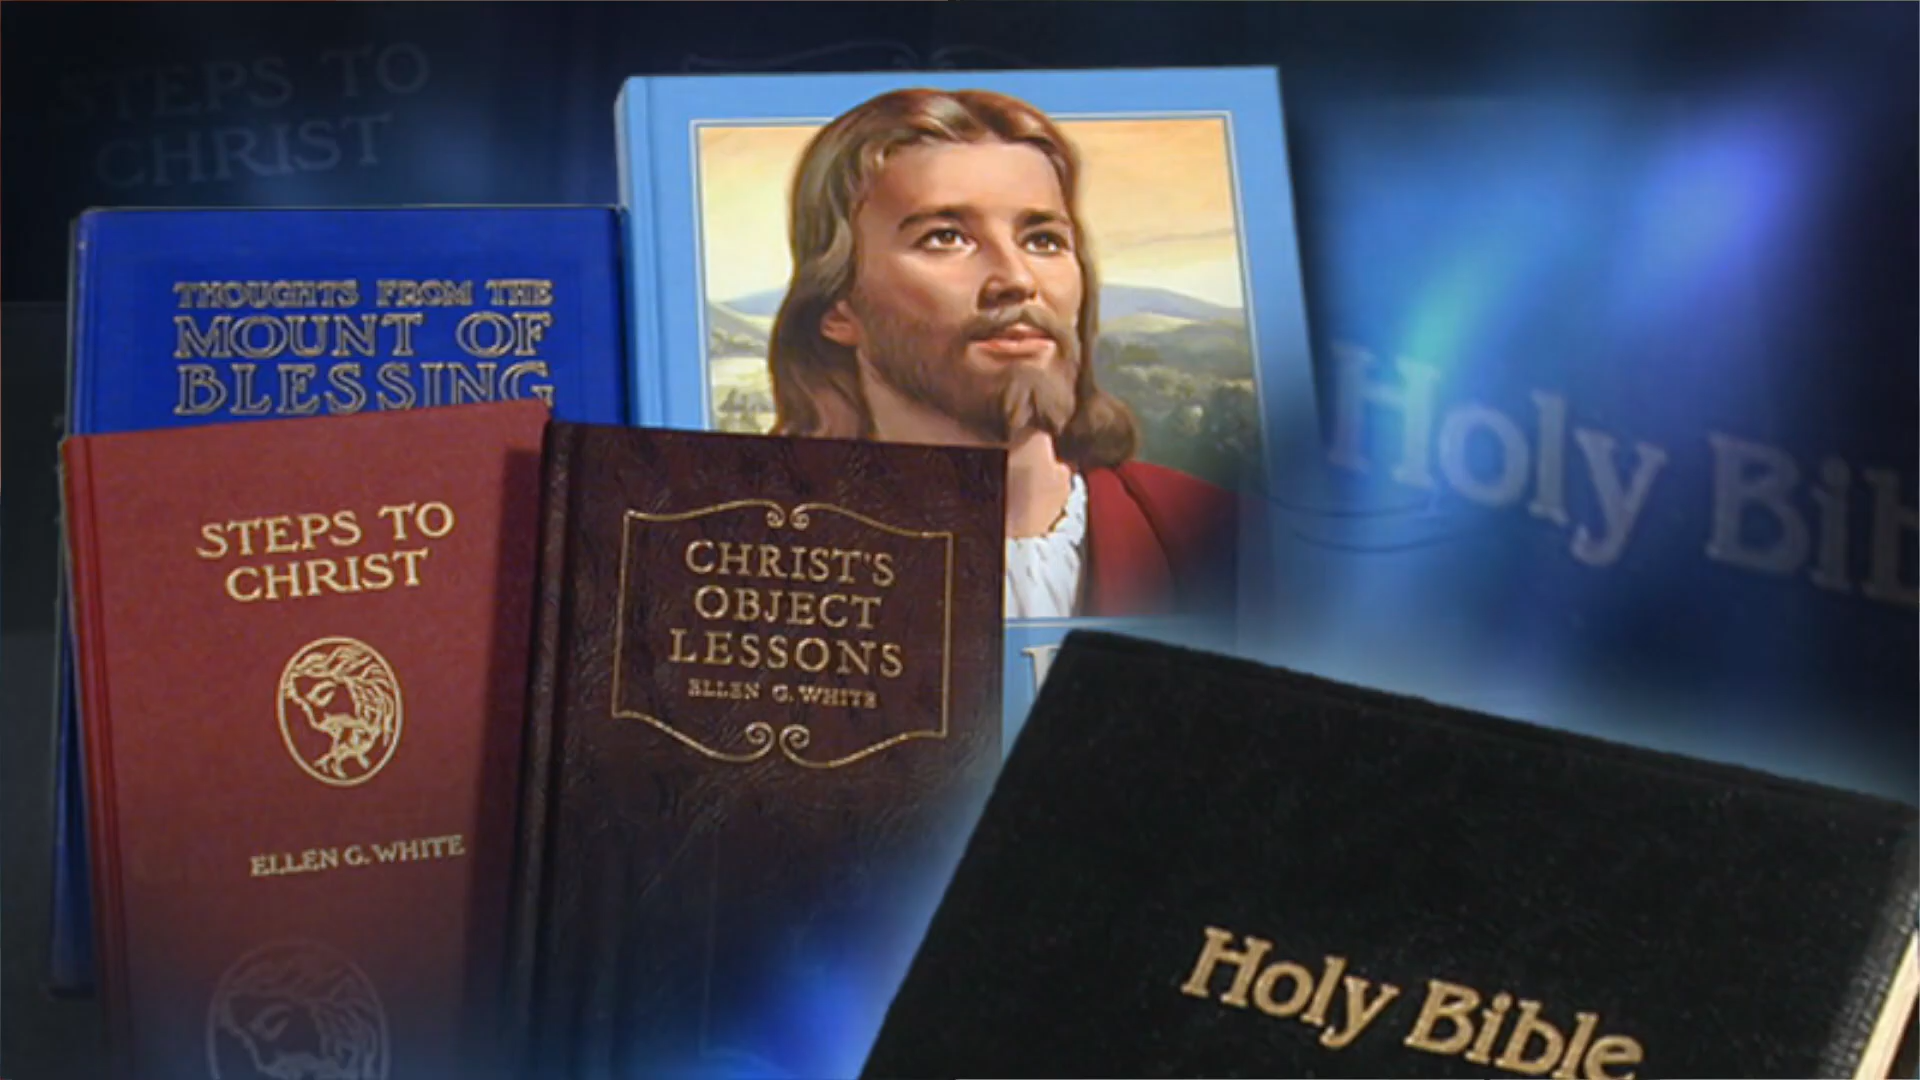 STEPS TO
CHRIST
THOUGHTS FROM THE
MOUNT OF
BLESSING
STEPS TO
CHRIST
ELLEN G. WHITE
CHRIST'S
OBJECT
LESSONS
ELLEN G. WHITE
Holy Bib
Holy Bible